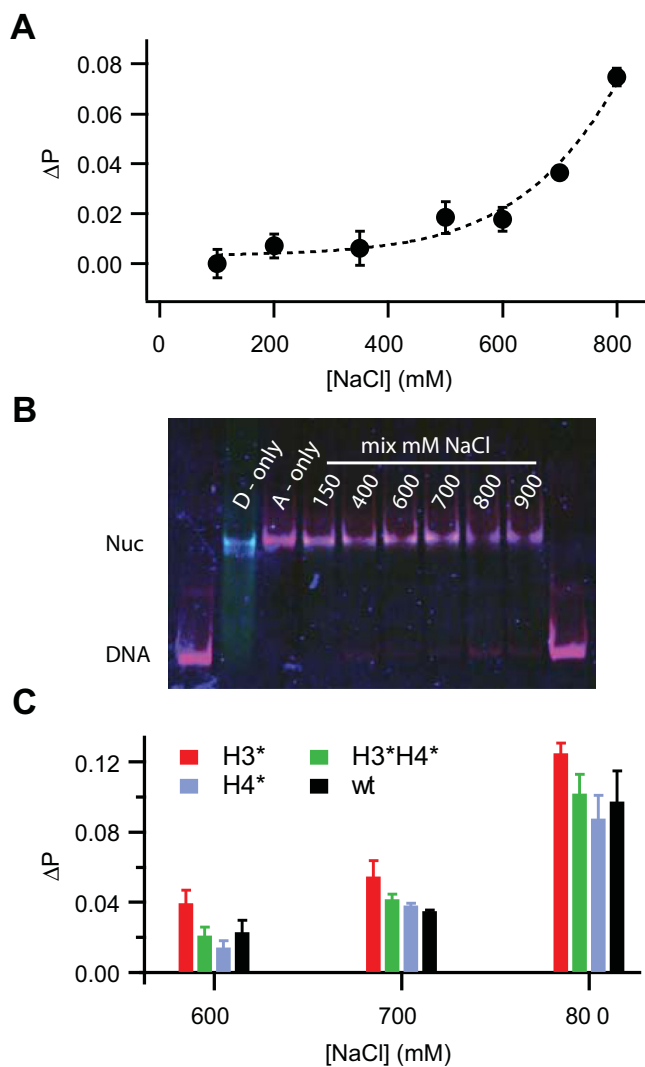 A
0.08
0.06
0.04
0.02
0.00
ΔP
0 200 400 600 800
[NaCl] (mM)
B
D - only
A - only
mix mM NaCl
150 400 600 700 800 900
Nuc
DNA
C
H3* H3*H4*
H4* wt
0.12
0.08
0.04
0.00
ΔP
600 700 80 0
[NaCl] (mM)